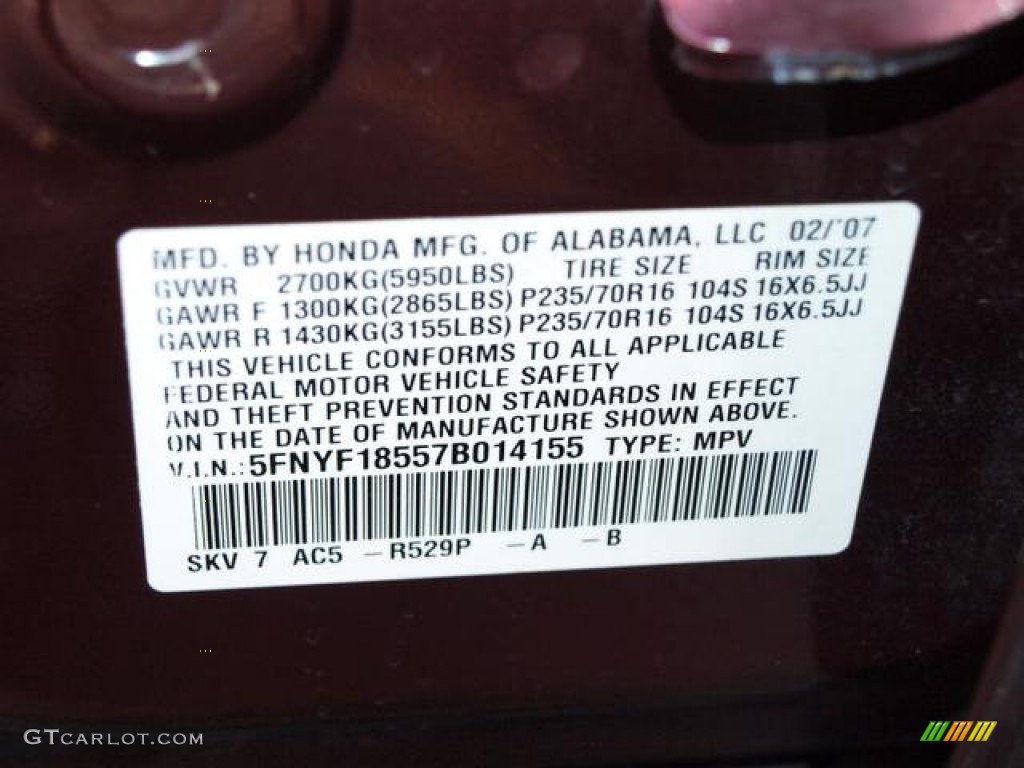 MFD. BY HONDA MFG. OF ALABAMA, LLC 02/'07
GVWR 2700KG(5950LBS) TIRE SIZE RIM SIZE
GAWR F 1300KG(2865LBS) P235/70R16 104S 16X6.5JJ
GAWR R 1430KG(3155LBS) P235/70R16 104S 16X6.5JJ
THIS VEHICLE CONFORMS TO ALL APPLICABLE
FEDERAL MOTOR VEHICLE SAFETY
AND THEFT PREVENTION STANDARDS IN EFFECT
ON THE DATE OF MANUFACTURE SHOWN ABOVE.
V.I.N.: 5FNYF18557B014155 TYPE: MPV
SKV 7 AC5 –R529P –A –B
GTCARLOT.COM